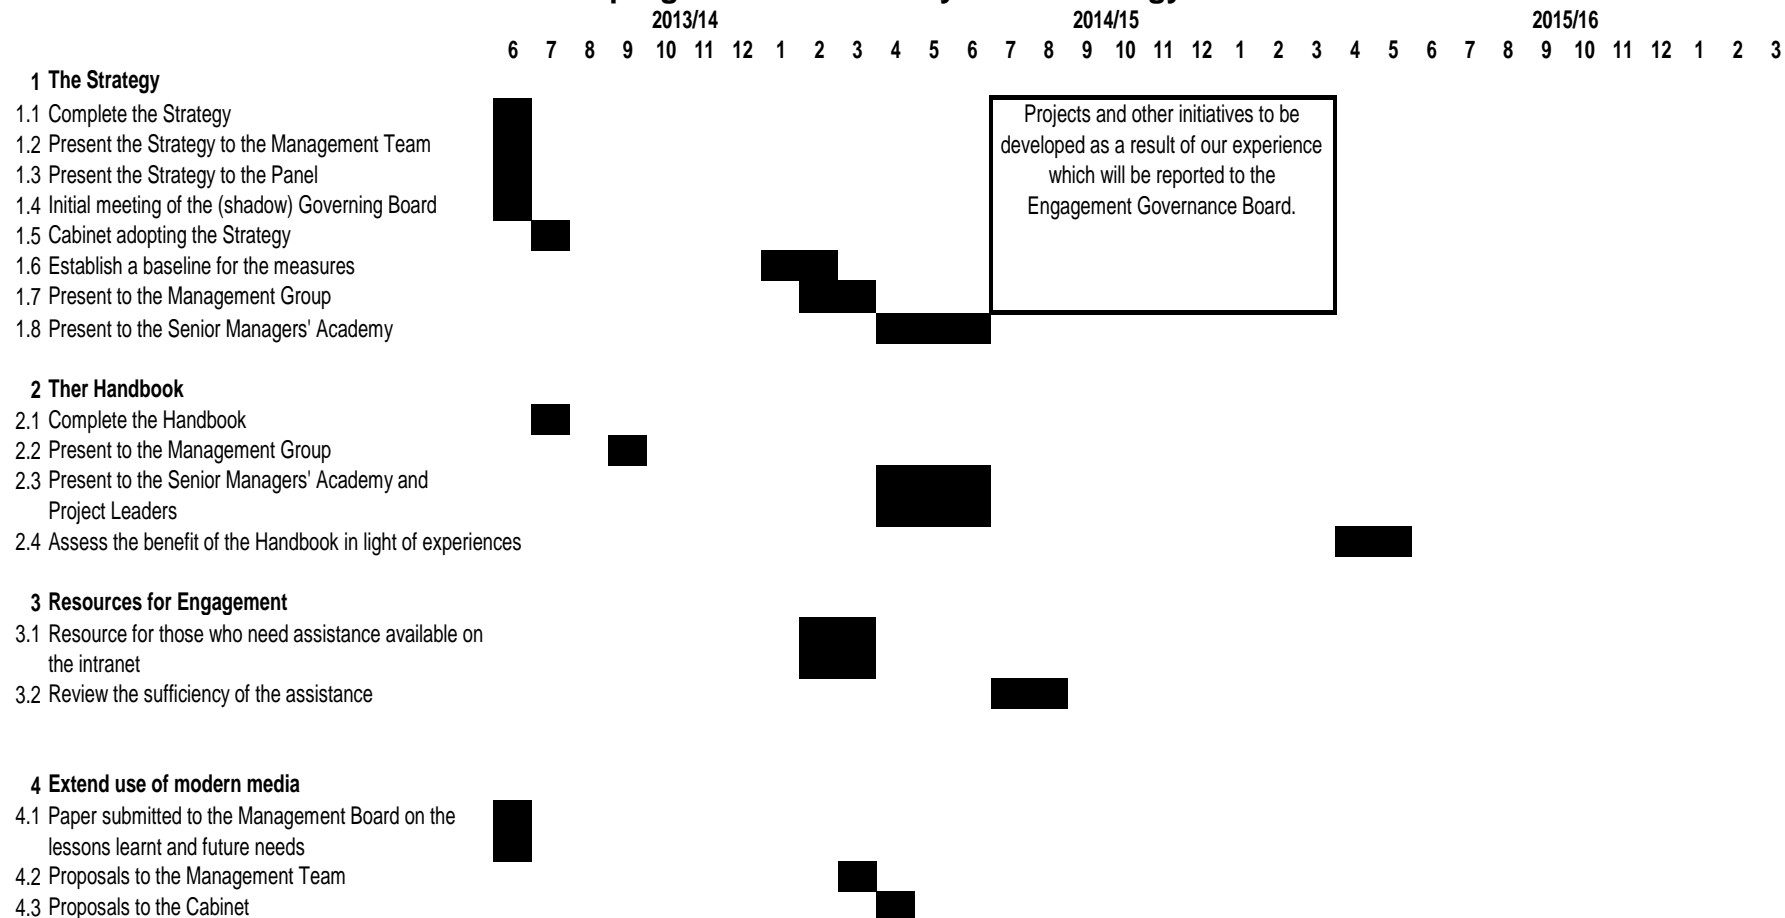 2013/14 2014/15 2015/16
6 7 8 9 10 11 12 1 2 3 4 5 6 7 8 9 10 11 12 1 2 3 4 5 6 7 8 9 10 11 12 1 2 3
1 The Strategy
1.1 Complete the Strategy
1.2 Present the Strategy to the Management Team
1.3 Present the Strategy to the Panel
1.4 Initial meeting of the (shadow) Governing Board
1.5 Cabinet adopting the Strategy
1.6 Establish a baseline for the measures
1.7 Present to the Management Group
1.8 Present to the Senior Managers' Academy
Projects and other initiatives to be
developed as a result of our experience
which will be reported to the
Engagement Governance Board.
2 Ther Handbook
2.1 Complete the Handbook
2.2 Present to the Management Group
2.3 Present to the Senior Managers' Academy and
Project Leaders
2.4 Assess the benefit of the Handbook in light of experiences
3 Resources for Engagement
3.1 Resource for those who need assistance available on
the intranet
3.2 Review the sufficiency of the assistance
4 Extend use of modern media
4.1 Paper submitted to the Management Board on the
lessons learnt and future needs
4.2 Proposals to the Management Team
4.3 Proposals to the Cabinet